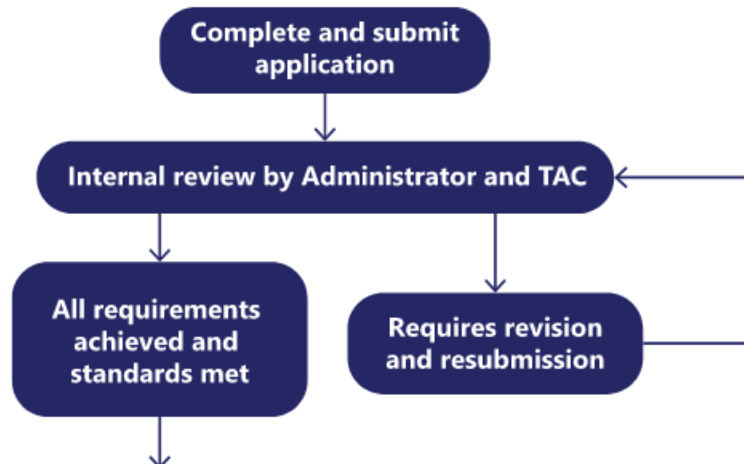 Complete and submit
application
Internal review by Administrator and TAC
All requirements
achieved and
standards met
Requires revision
and resubmission